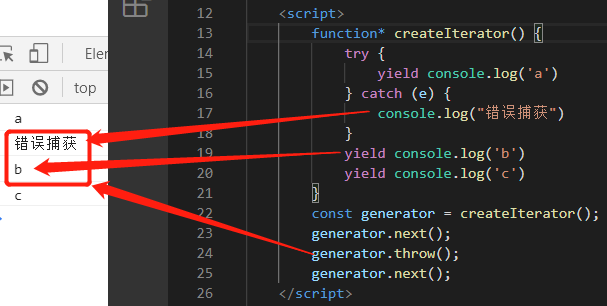 Eler
top
a
错误捕获
b
c
12 <script>
13 function* createIterator() {
14 try {
15 yield console.log('a')
16 } catch (e) {
17 console.log("错误捕获")
18 }
19 yield console.log('b')
20 yield console.log('c')
21 }
22 const generator = createIterator();
23 generator.next();
24 generator.throw();
25 generator.next();
26 </script>